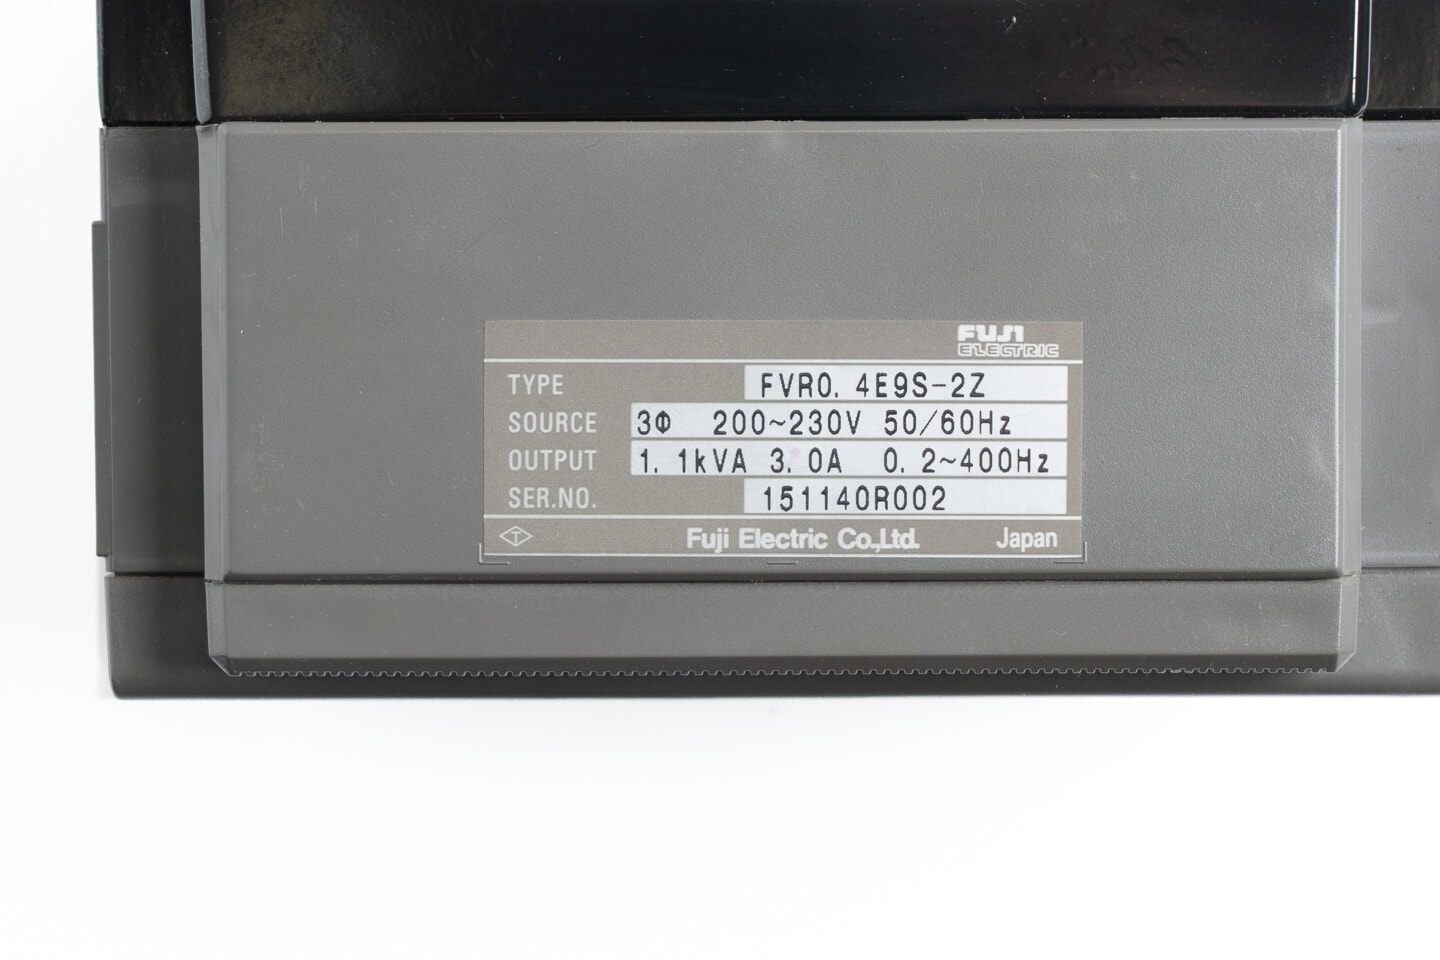 FUJI
ELECTRIC
TYPE FVR0. 4E9S-2Z
SOURCE 3Φ 200~230V 50/60Hz
OUTPUT 1. 1kVA 3. 0A 0. 2~400Hz
SER.NO. 151140R002
T Fuji Electric Co.,Ltd. Japan